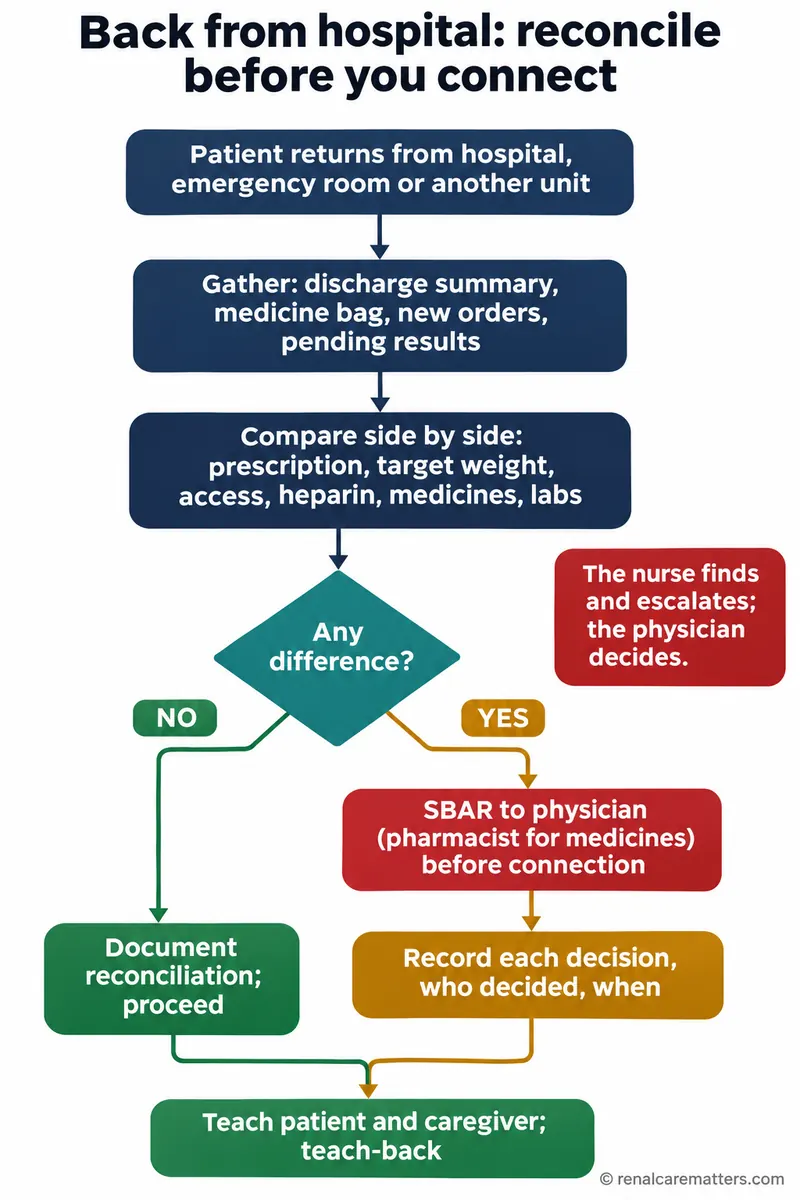 Back from hospital: reconcile
before you connect
Patient returns from hospital,
emergency room or another unit
Gather: discharge summary,
medicine bag, new orders,
pending results
Compare side by side:
prescription, target weight,
access, heparin, medicines, labs
The nurse finds
and escalates;
the physician
decides.
Any
difference?
NO
YES
SBAR to physician
(pharmacist for medicines)
before connection
Document
reconciliation;
proceed
Record each decision,
who decided, when
Teach patient and caregiver;
teach-back
© renalcarematters.com